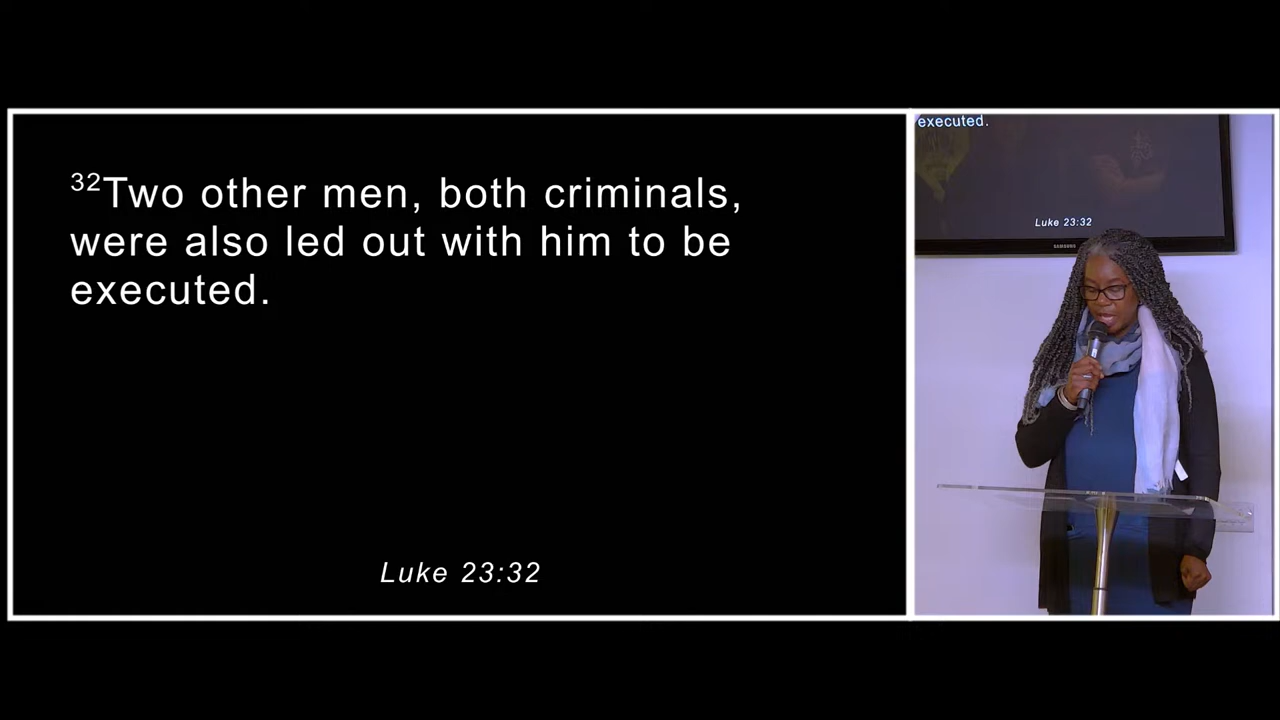 32Two other men, both criminals,
were also led out with him to be
executed.
Luke 23:32
executed.
Luke 23:32
SAMSUNG